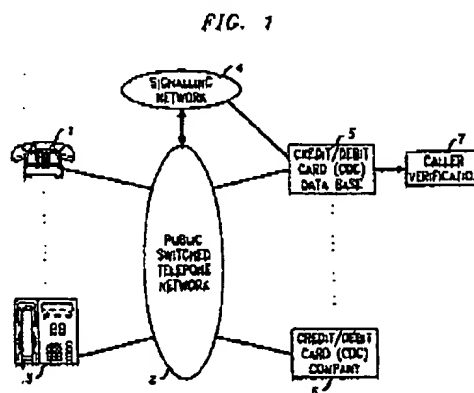 FIG. 1
4
SIGNALLING
NETWORK
1
5
7
CREDIT/DEBIT
CARD (CDC)
DATA BASE
CALLER
VERIFICATION
PUBLIC
SWITCHED
TELEPONE
NETWORK
3
2
CREDIT/DEBIT
CARD (CDC)
COMPANY
6